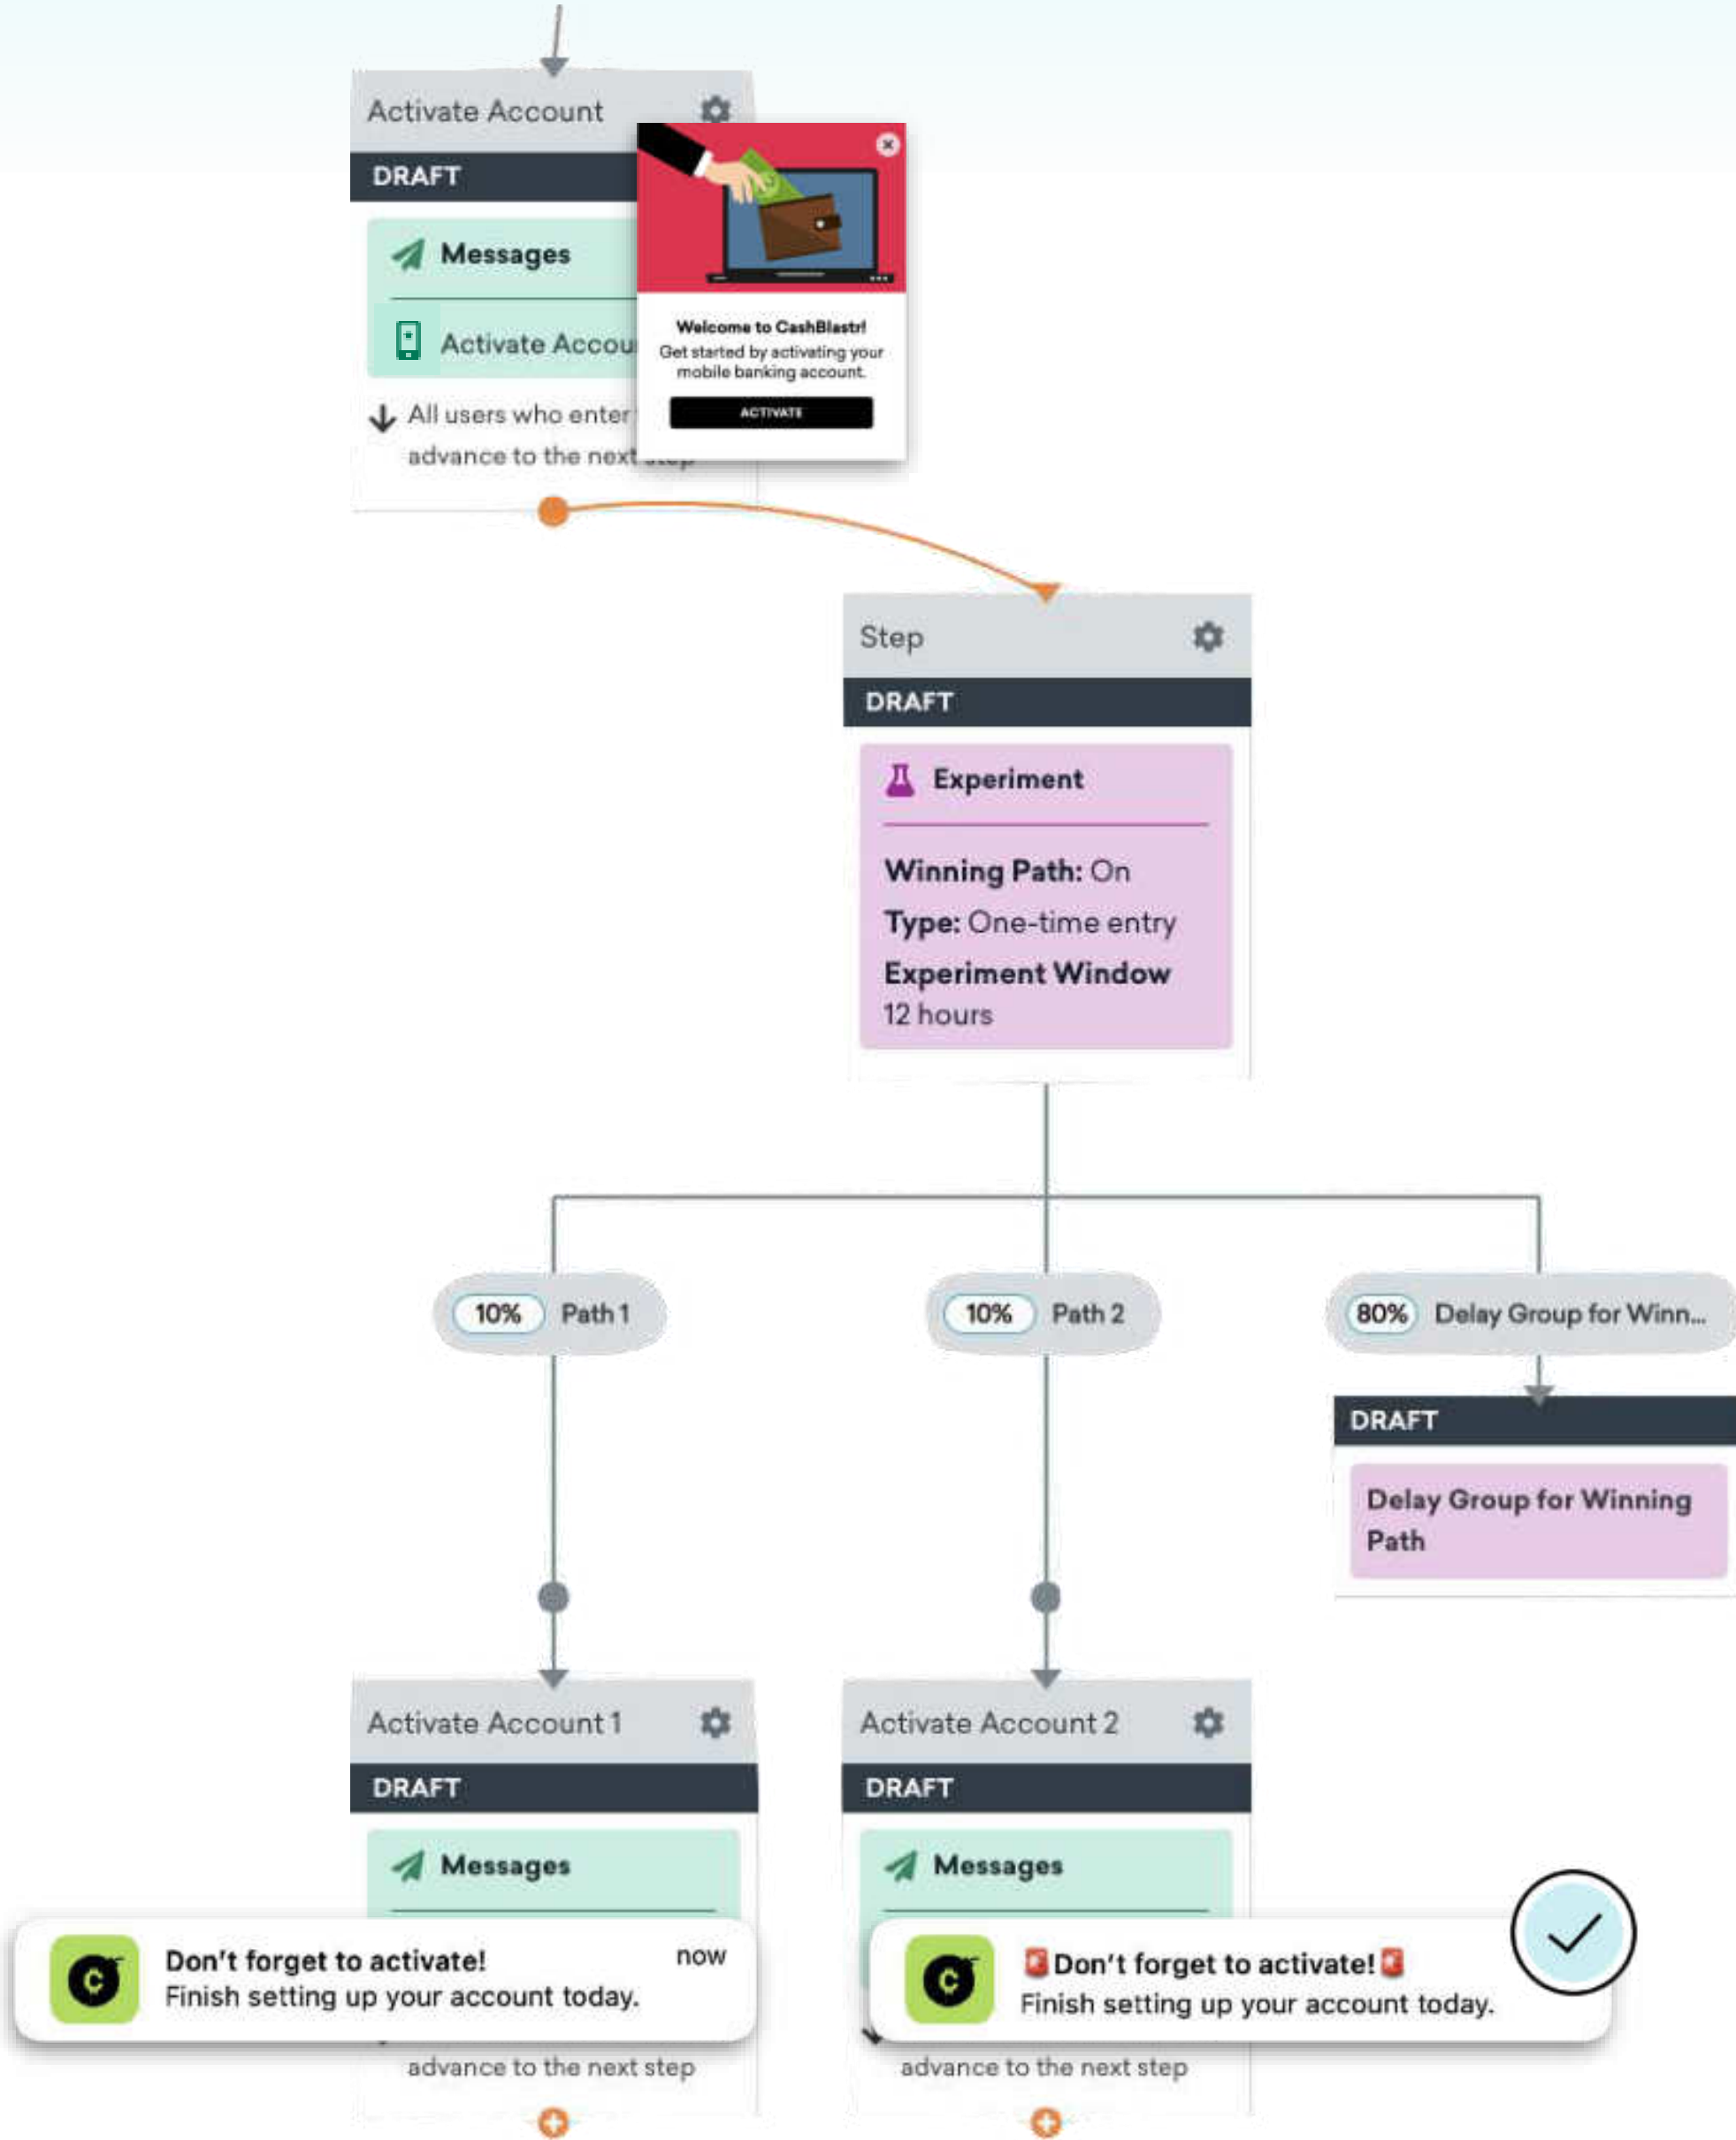 Activate Account
DRAFT
Messages
Activate Accou
All users who enter
advance to the next step
Welcome to CashBlastr!
Get started by activating your
mobile banking account.
ACTIVATE
Step
DRAFT
Experiment
Winning Path: On
Type: One-time entry
Experiment Window
12 hours
10% Path 1
10% Path 2
80% Delay Group for Winn...
DRAFT
Delay Group for Winning
Path
Activate Account 1
DRAFT
Messages
Don't forget to activate! now
Finish setting up your account today.
advance to the next step
Activate Account 2
DRAFT
Messages
🚨Don't forget to activate!🚨
Finish setting up your account today.
advance to the next step